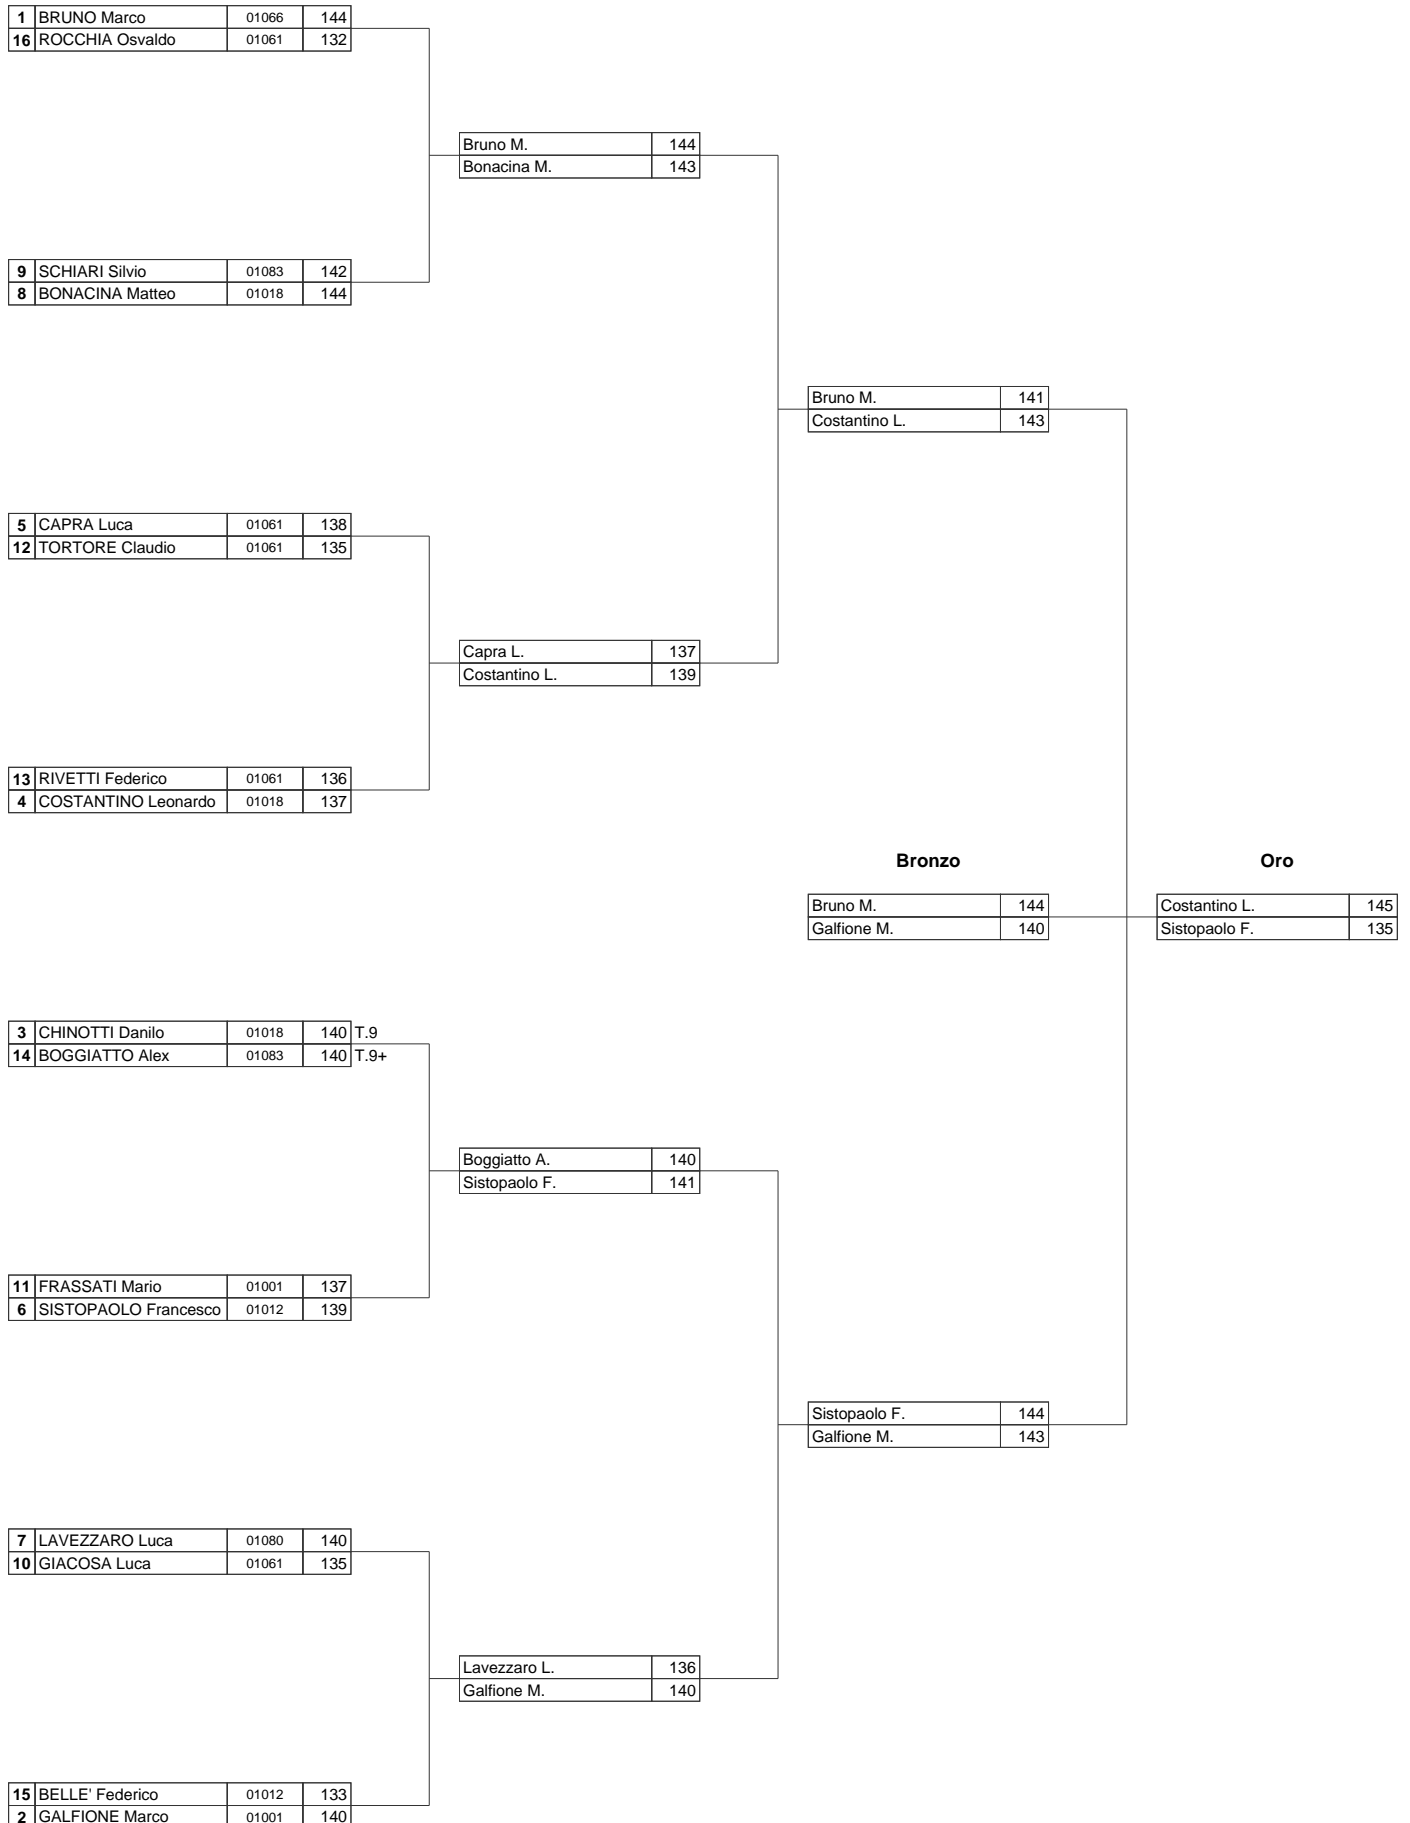 1 BRUNO Marco 01066 144
16 ROCCHIA Osvaldo 01061 132
Bruno M. 144
Bonacina M. 143
9 SCHIARI Silvio 01083 142
8 BONACINA Matteo 01018 144
Bruno M. 141
Costantino L. 143
5 CAPRA Luca 01061 138
12 TORTORE Claudio 01061 135
Capra L. 137
Costantino L. 139
13 RIVETTI Federico 01061 136
4 COSTANTINO Leonardo 01018 137
Bronzo Oro
Bruno M. 144 Costantino L. 145
Galfione M. 140 Sistopaolo F. 135
3 CHINOTTI Danilo 01018 140 T.9
14 BOGGIATTO Alex 01083 140 T.9+
Boggiatto A. 140
Sistopaolo F. 141
11 FRASSATI Mario 01001 137
6 SISTOPAOLO Francesco 01012 139
Sistopaolo F. 144
Galfione M. 143
7 LAVEZZARO Luca 01080 140
10 GIACOSA Luca 01061 135
Lavezzaro L. 136
Galfione M. 140
15 BELLE' Federico 01012 133
2 GALFIONE Marco 01001 140